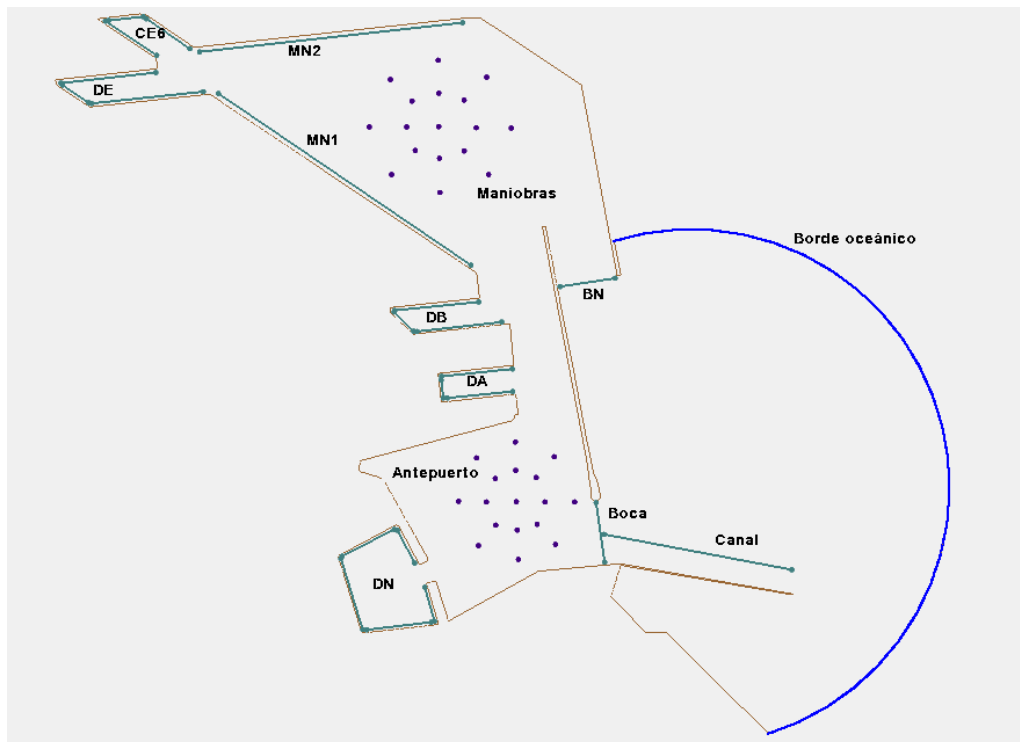 CE6
MN2
DE
MN1
Maniobras
Borde oceánico
BN
DB
DA
Antepuerto
Boca
Canal
DN